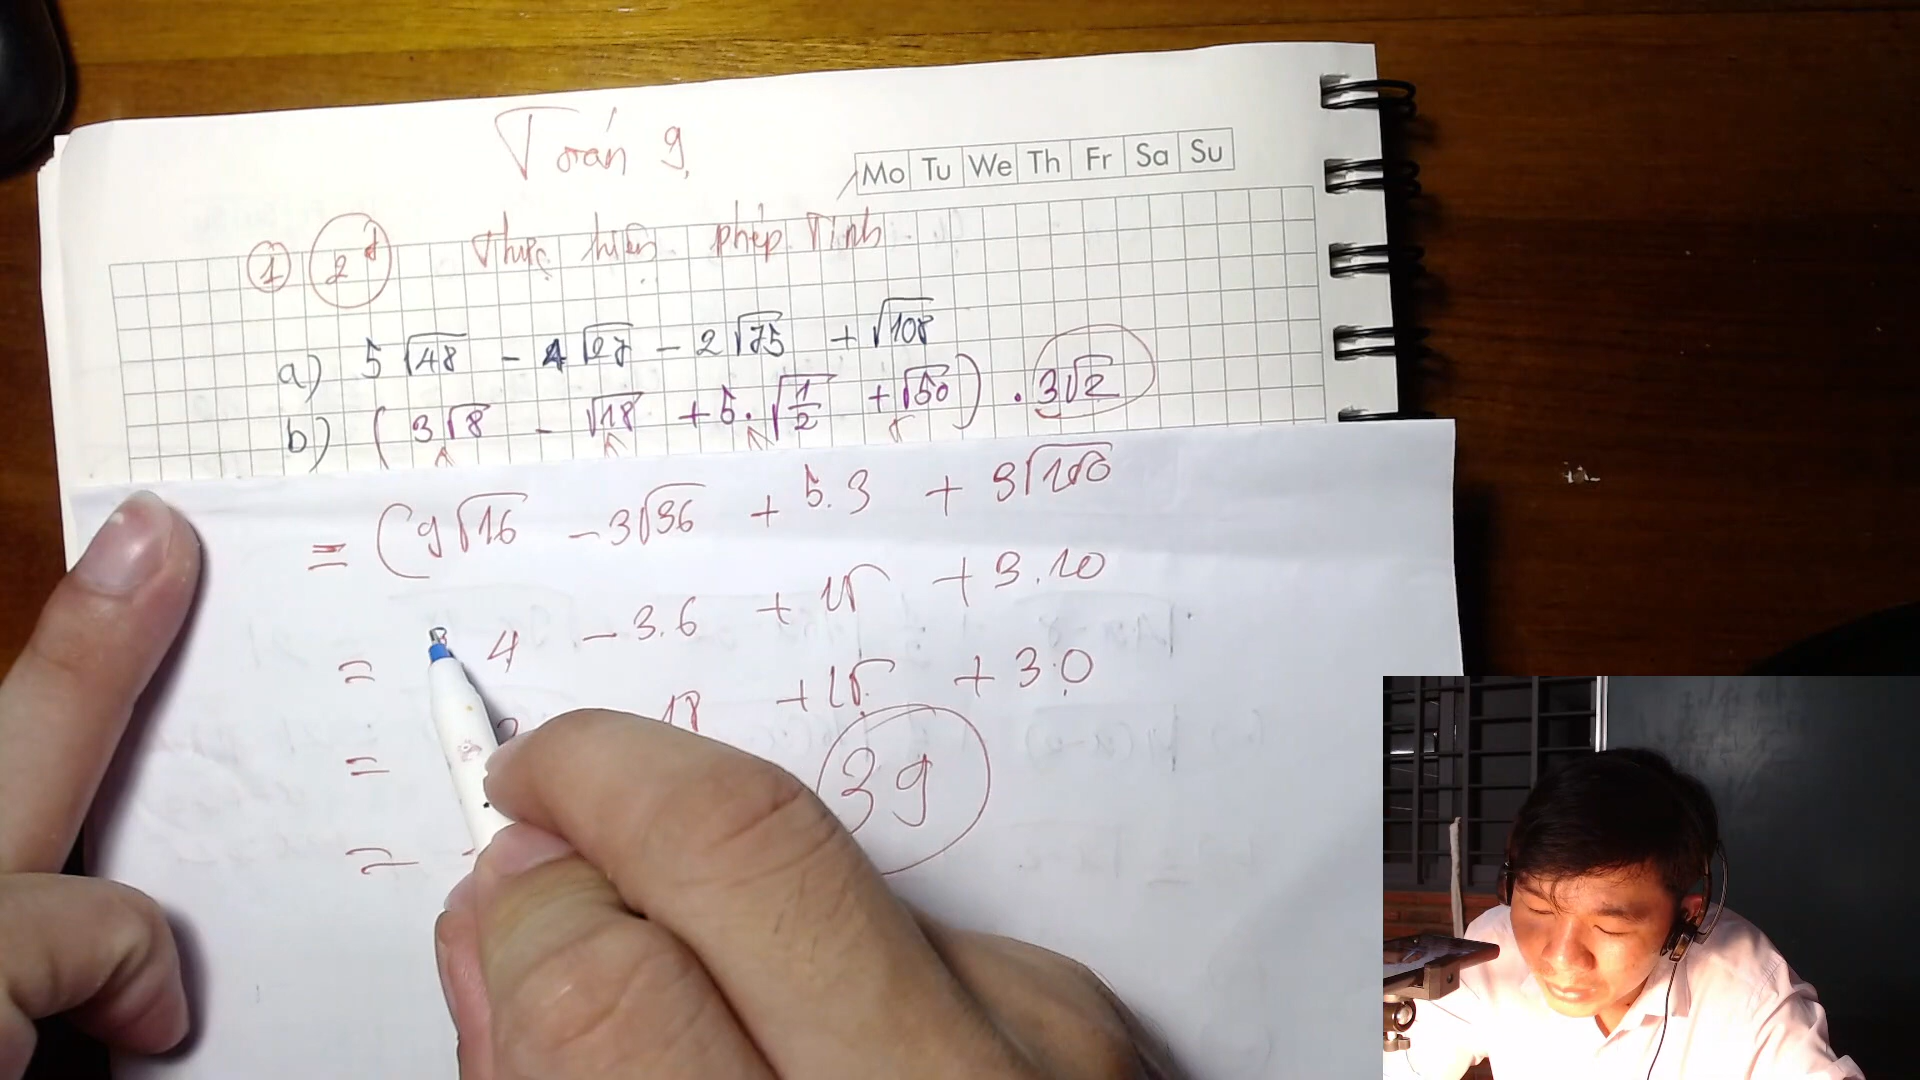 Toán 9
Mo Tu We Th Fr Sa Su
1 2đ Thực hiện phép tính
a) 5√48 - 4√27 - 2√75 + √108
b) (3√8 - √18 + 5.√1/2 + √50) . 3√2
= (9√16 - 3√36 + 5.3 + 3√100
= 4 - 3.6 + 15 + 3.10
= 18 + 15 + 30
= 39